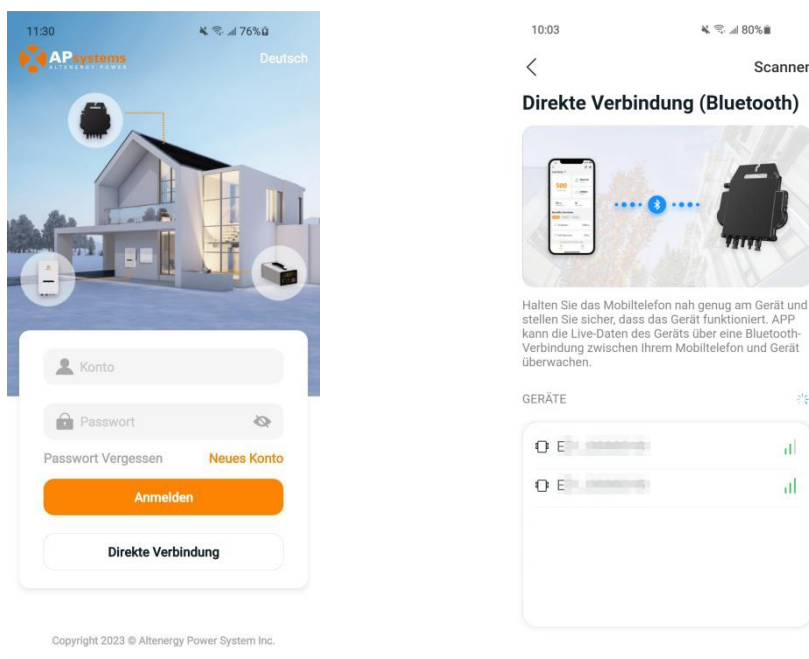 11:30
76%
APsystems
ALTENERGY POWER
Deutsch
Konto
Passwort
Passwort Vergessen
Neues Konto
Anmelden
Direkte Verbindung
Copyright 2023 © Altenergy Power System Inc.
10:03
80%
Scannen
Direkte Verbindung (Bluetooth)
500
Halten Sie das Mobiltelefon nah genug am Gerät und
stellen Sie sicher, dass das Gerät funktioniert. APP
kann die Live-Daten des Geräts über eine Bluetooth-
Verbindung zwischen Ihrem Mobiltelefon und Gerät
überwachen.
GERÄTE
E
E